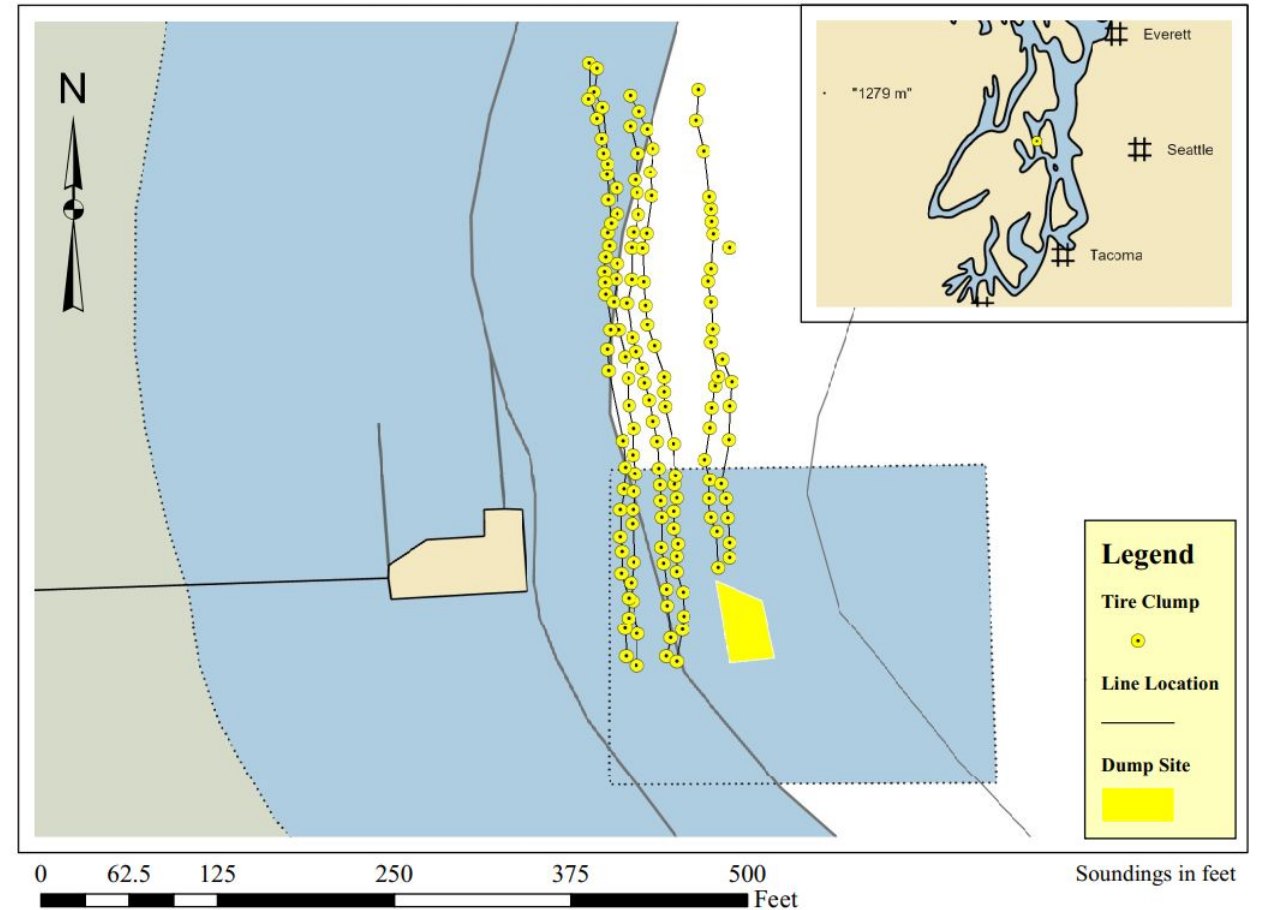 N
Everett
"1279 m"
Seattle
Tacoma
Legend
Tire Clump
Line Location
Dump Site
0 62.5 125 250 375 500
Feet
Soundings in feet